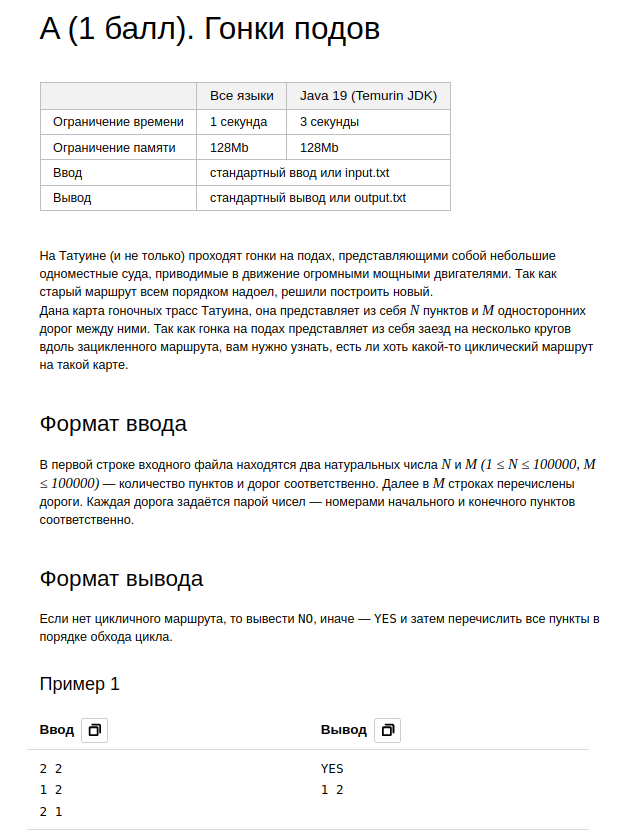 A (1 балл). Гонки подов
Все языки Java 19 (Temurin JDK)
Ограничение времени 1 секунда 3 секунды
Ограничение памяти 128Mb 128Mb
Ввод стандартный ввод или input.txt
Вывод стандартный вывод или output.txt
На Татуине (и не только) проходят гонки на подах, представляющими собой небольшие
одноместные суда, приводимые в движение огромными мощными двигателями. Так как
старый маршрут всем порядком надоел, решили построить новый.
Дана карта гоночных трасс Татуина, она представляет из себя N пунктов и M односторонних
дорог между ними. Так как гонка на подах представляет из себя заезд на несколько кругов
вдоль зацикленного маршрута, вам нужно узнать, есть ли хоть какой-то циклический маршрут
на такой карте.
Формат ввода
В первой строке входного файла находятся два натуральных числа N и M (1 ≤ N ≤ 100000, M
≤ 100000) — количество пунктов и дорог соответственно. Далее в M строках перечислены
дороги. Каждая дорога задаётся парой чисел — номерами начального и конечного пунктов
соответственно.
Формат вывода
Если нет цикличного маршрута, то вывести NO, иначе — YES и затем перечислить все пункты в
порядке обхода цикла.
Пример 1
Ввод Вывод
2 2 YES
1 2 1 2
2 1